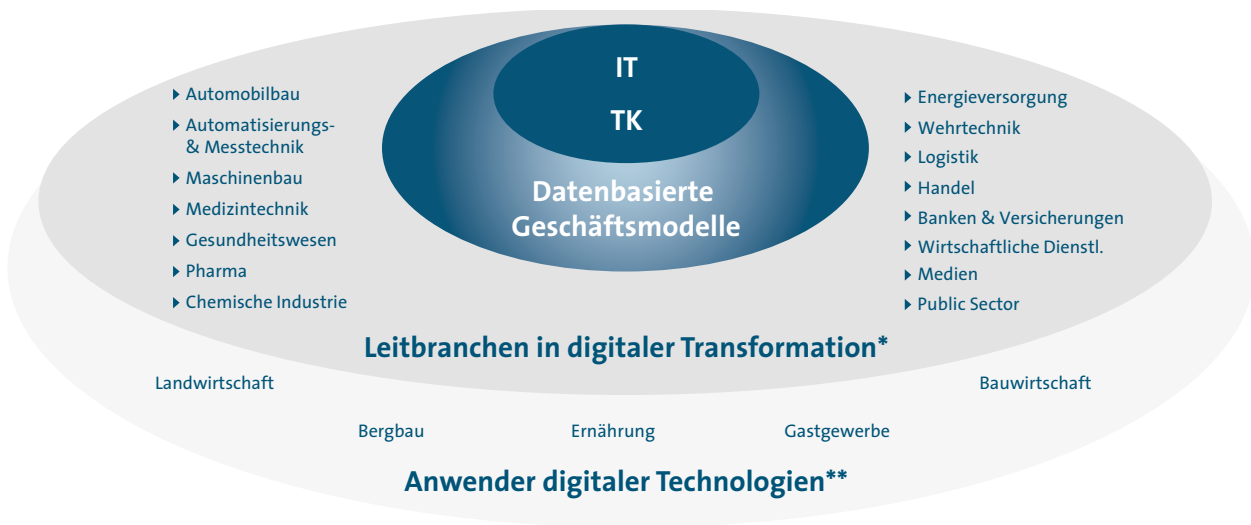 IT
TK
Datenbasierte
Geschäftsmodelle
Automobilbau
Automatisierungs-
& Messtechnik
Maschinenbau
Medizintechnik
Gesundheitswesen
Pharma
Chemische Industrie
Energieversorgung
Wehrtechnik
Logistik
Handel
Banken & Versicherungen
Wirtschaftliche Dienstl.
Medien
Public Sector
Leitbranchen in digitaler Transformation*
Landwirtschaft
Bauwirtschaft
Bergbau
Ernährung
Gastgewerbe
Anwender digitaler Technologien**